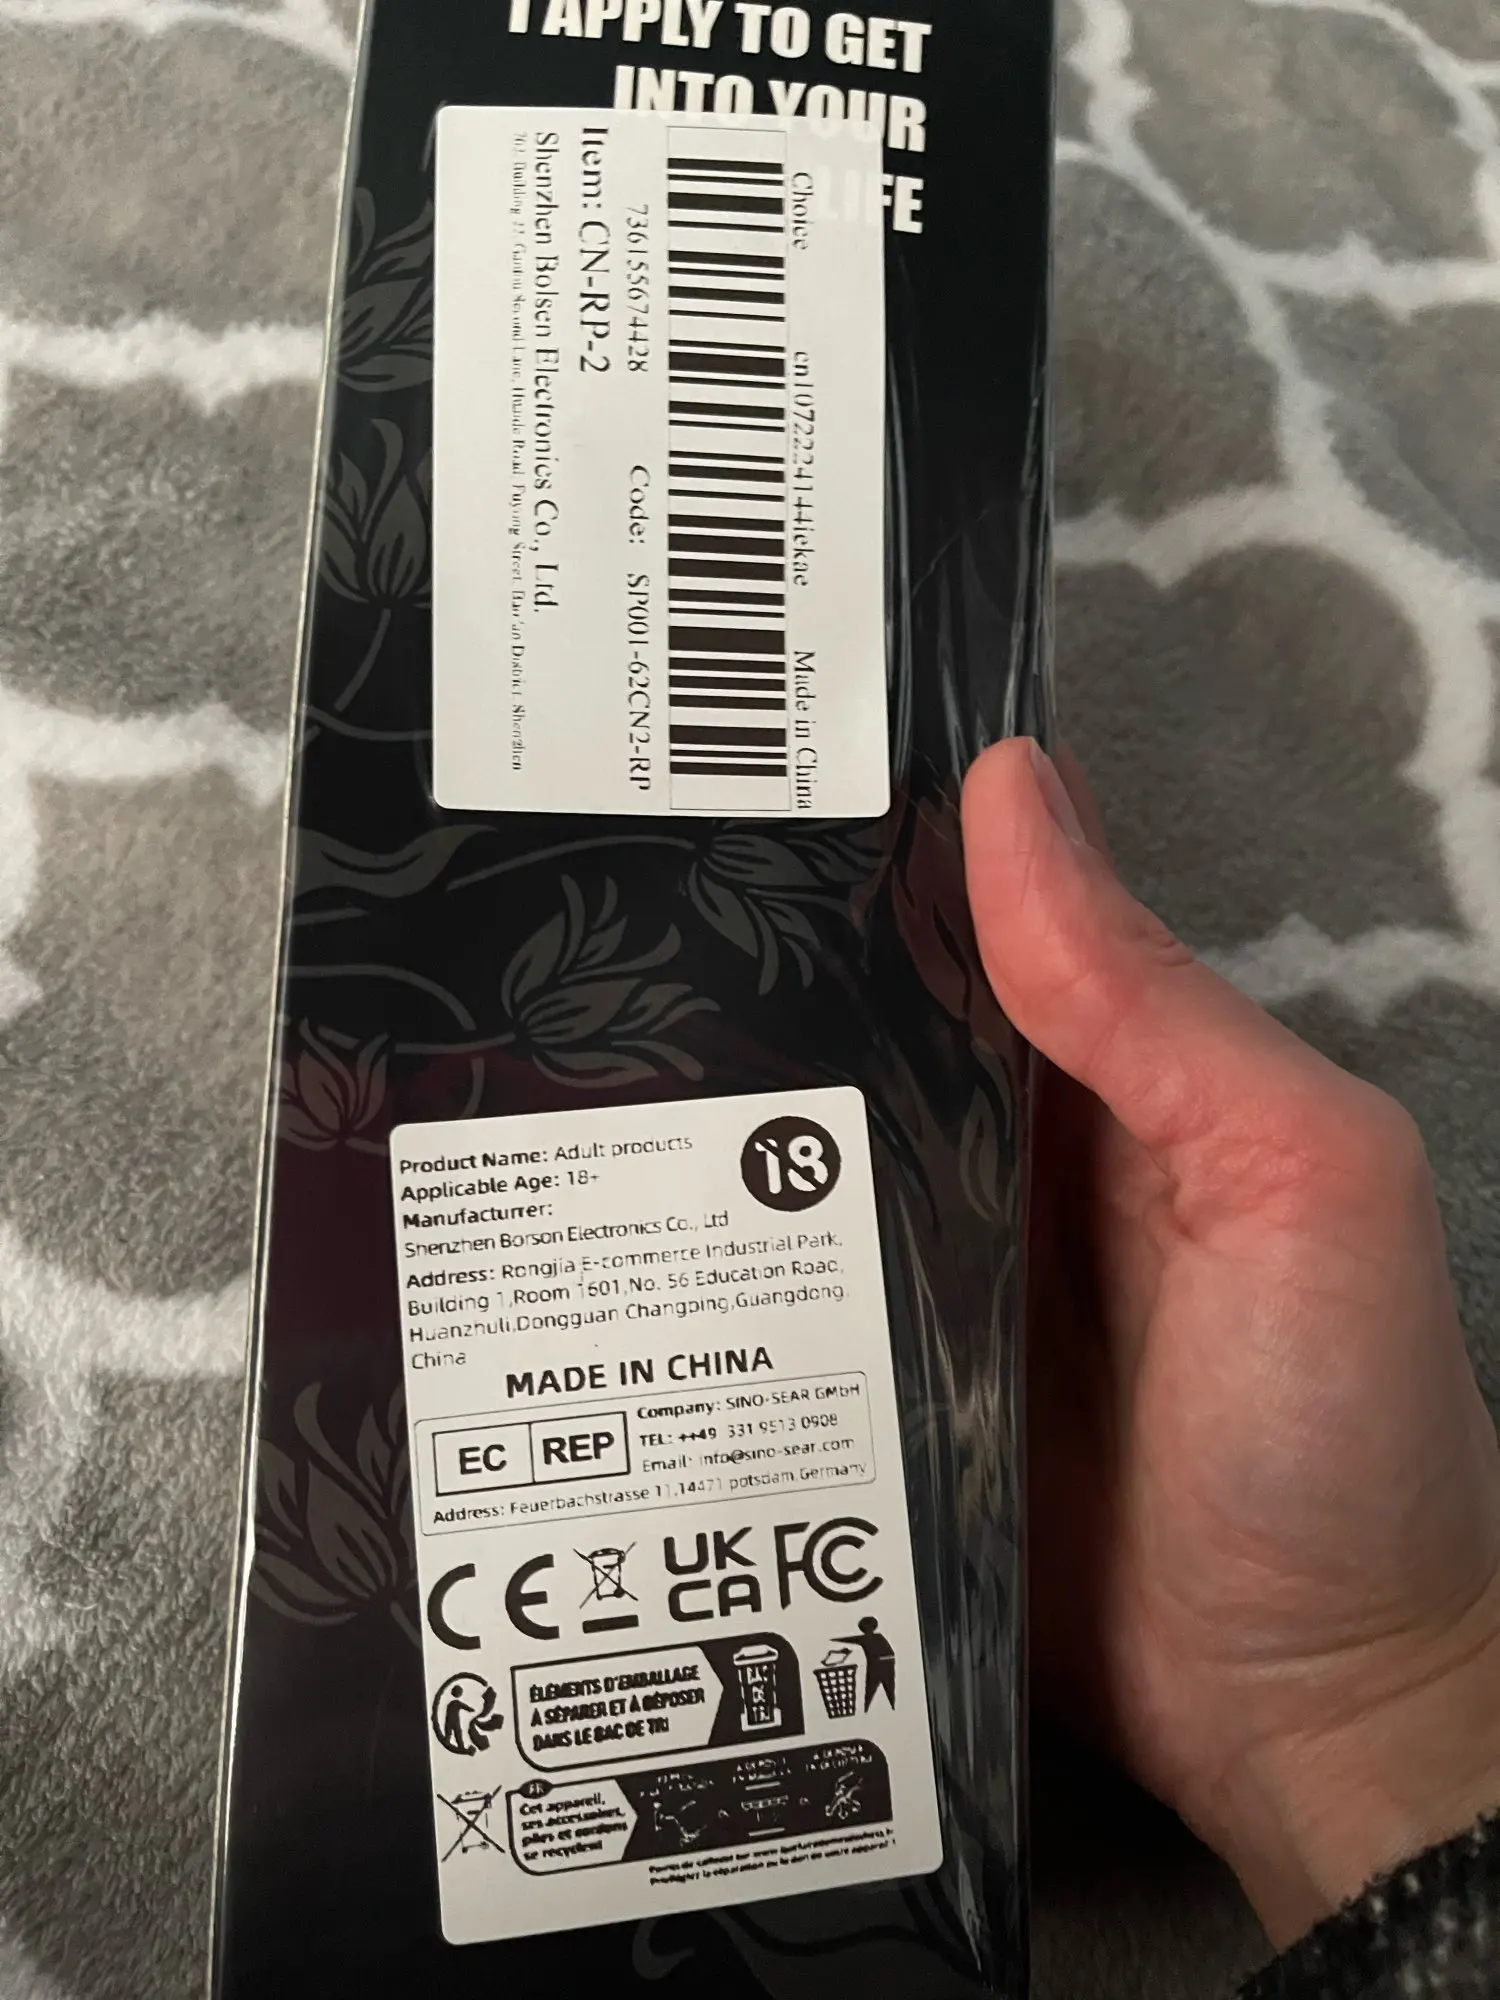 I APPLY TO GET
INTO YOUR
LIFE
Choice cn1072224144iekae Made in China
736155674428 Code: SP001-62CN2-RP
Item: CN-RP-2
Shenzhen Bolsen Electronics Co., Ltd.
Street, District, Shenzhen
18
Product Name: Adult products
Applicable Age: 18+
Manufacturrer:
Shenzhen Borson Electronics Co., Ltd
Address: Rongjia E-commerce Industrial Park,
Building 1,Room 1601,No. 56 Education Road,
Huanzhuli,Dongguan Changping,Guangdong,
China
MADE IN CHINA
EC REP
Company: SINO-SEAR GMbH
TEL: ++49 331 9513 0908
Email: info@sino-sear.com
Address: Feuerbachstrasse 11,14471 potsdam,Germany
CE
UK
CA
FC
ÉLÉMENTS D'EMBALLAGE
À SÉPARER ET À DÉPOSER
DANS LE BAC DE TRI
FR
Cet appareil,
ses accessoires,
piles et cordons
se recyclent